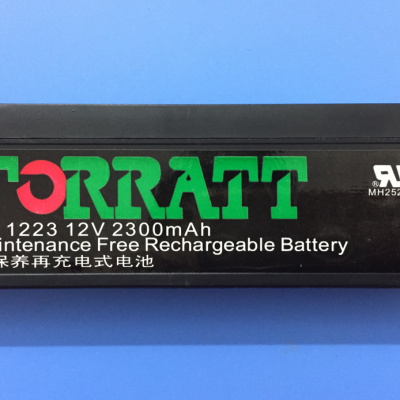 TORRATT
1223 12V 2300mAh
intenance Free Rechargeable Battery
保养再充电式电池
®
MH252